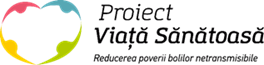 Proiect
Viață Sănătoasă
Reducerea poverii bolilor netransmisibile